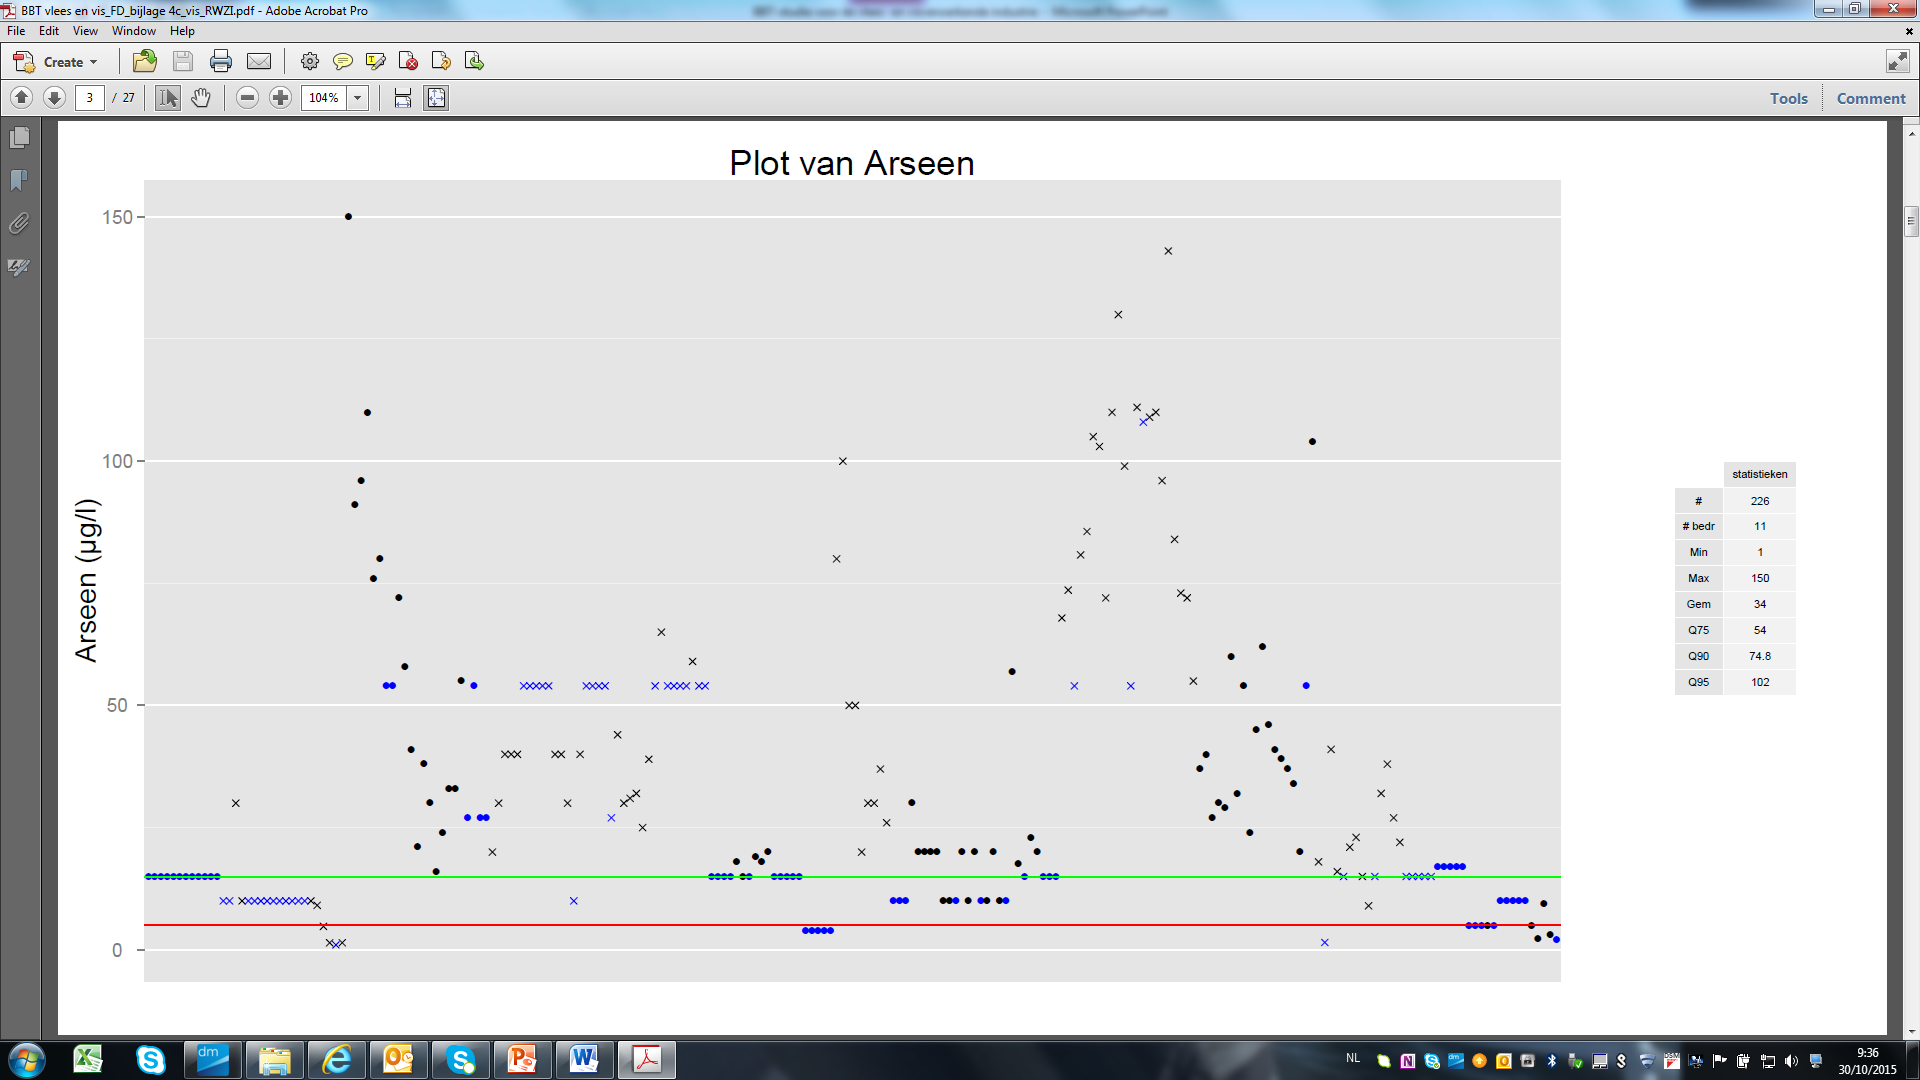 BBT vlees en vis_FD_bijlage 4c_vis_RWZI.pdf - Adobe Acrobat Pro
File Edit View Window Help
Create
3 / 27
104%
Tools Comment
Plot van Arseen
Arseen (µg/l)
150
100
50
0
statistieken
# 226
# bedr 11
Min 1
Max 150
Gem 34
Q75 54
Q90 74.8
Q95 102
dm
NL
9:36
30/10/2015